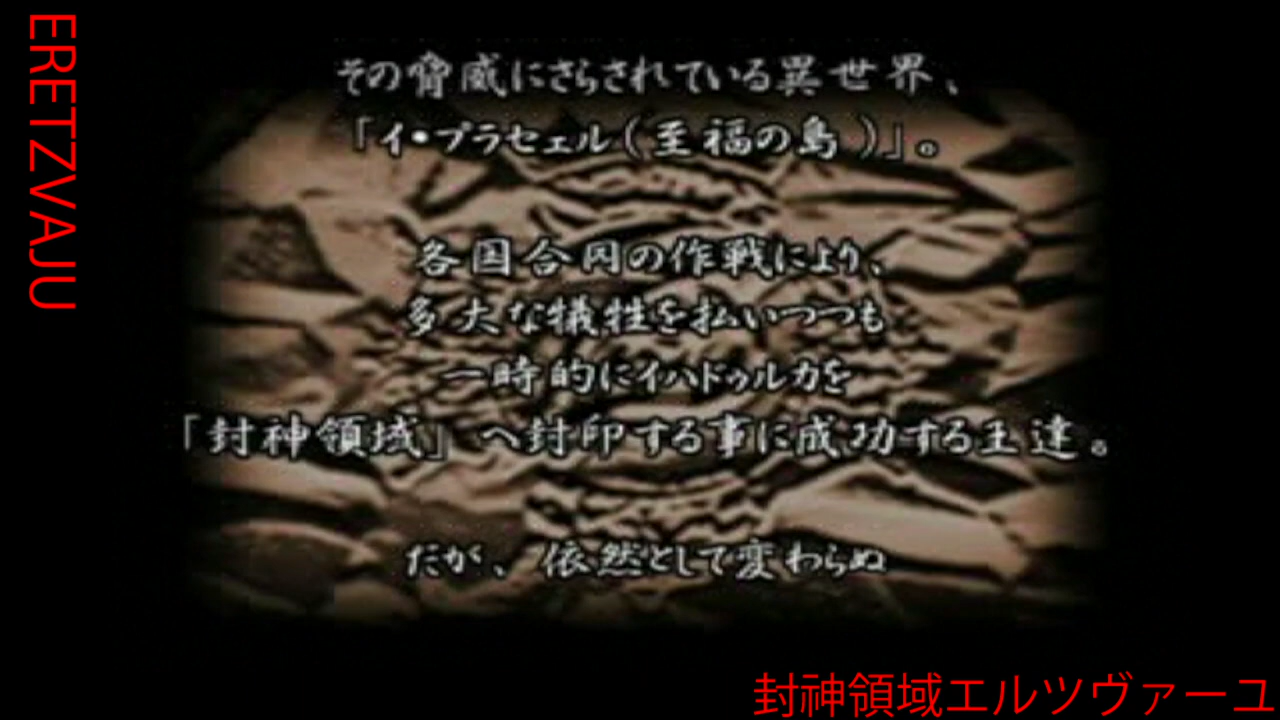 ERETZVAJU
その脅威にさらされている異世界、
「イ・プラセェル（至福の島）」。
各国合同の作戦により、
多大な犠牲を払いつつも
一時的にイハドゥルカを
「封神領域」へ封印する事に成功する王達。
だが、依然として変わらぬ
封神領域エルツヴァーユ